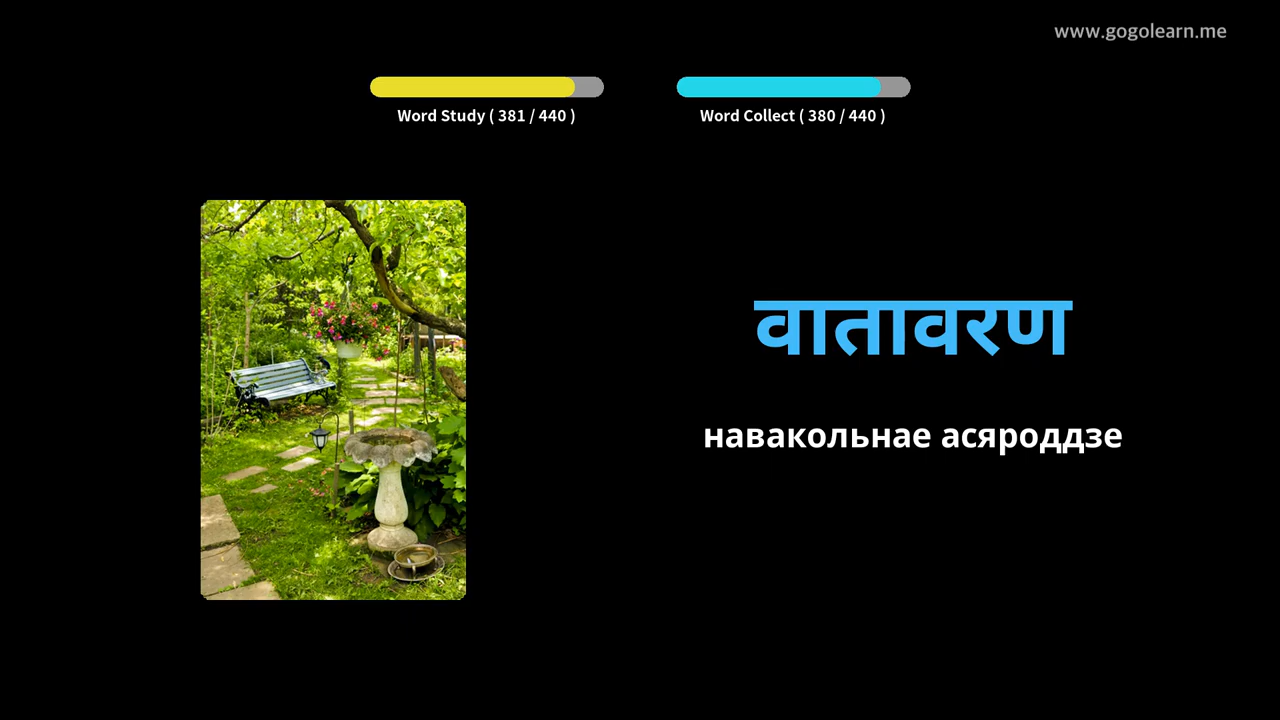 www.gogolearn.me
Word Study ( 381 / 440 )
Word Collect ( 380 / 440 )
वातावरण
навакольнае асяроддзе